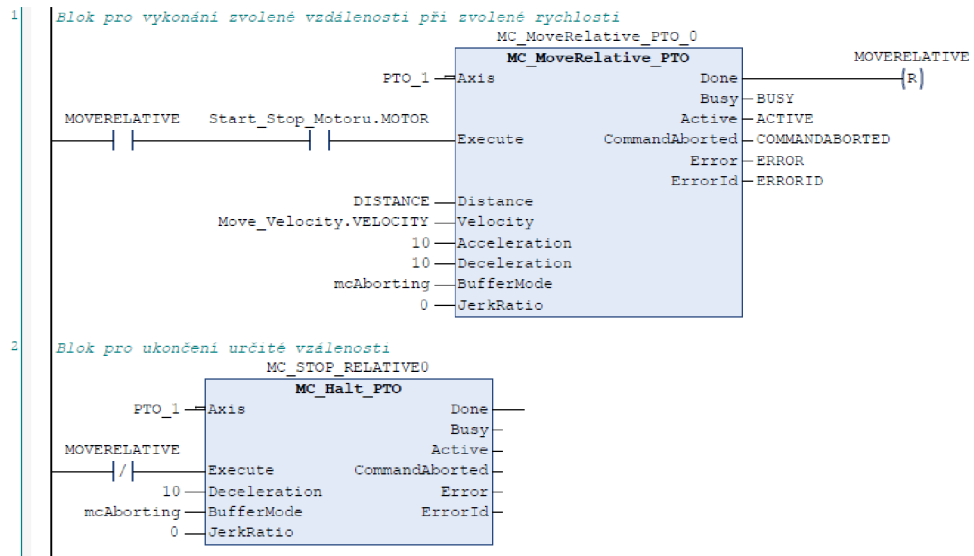 1
Blok pro vykonání zvolené vzdálenosti při zvolené rychlosti
MC_MoveRelative_PTO_0
MC_MoveRelative_PTO
MOVERELATIVE
PTO_1 Axis Done (R)
Busy BUSY
MOVERELATIVE Start_Stop_Motoru.MOTOR Active ACTIVE
Execute CommandAborted COMMANDABORTED
Error ERROR
ErrorId ERRORID
DISTANCE Distance
Move_Velocity.VELOCITY Velocity
10 Acceleration
10 Deceleration
mcAborting BufferMode
0 JerkRatio
2
Blok pro ukončení určité vzálenosti
MC_STOP_RELATIVE0
MC_Halt_PTO
PTO_1 Axis Done
Busy
MOVERELATIVE Active
/ Execute CommandAborted
10 Deceleration Error
mcAborting BufferMode ErrorId
0 JerkRatio